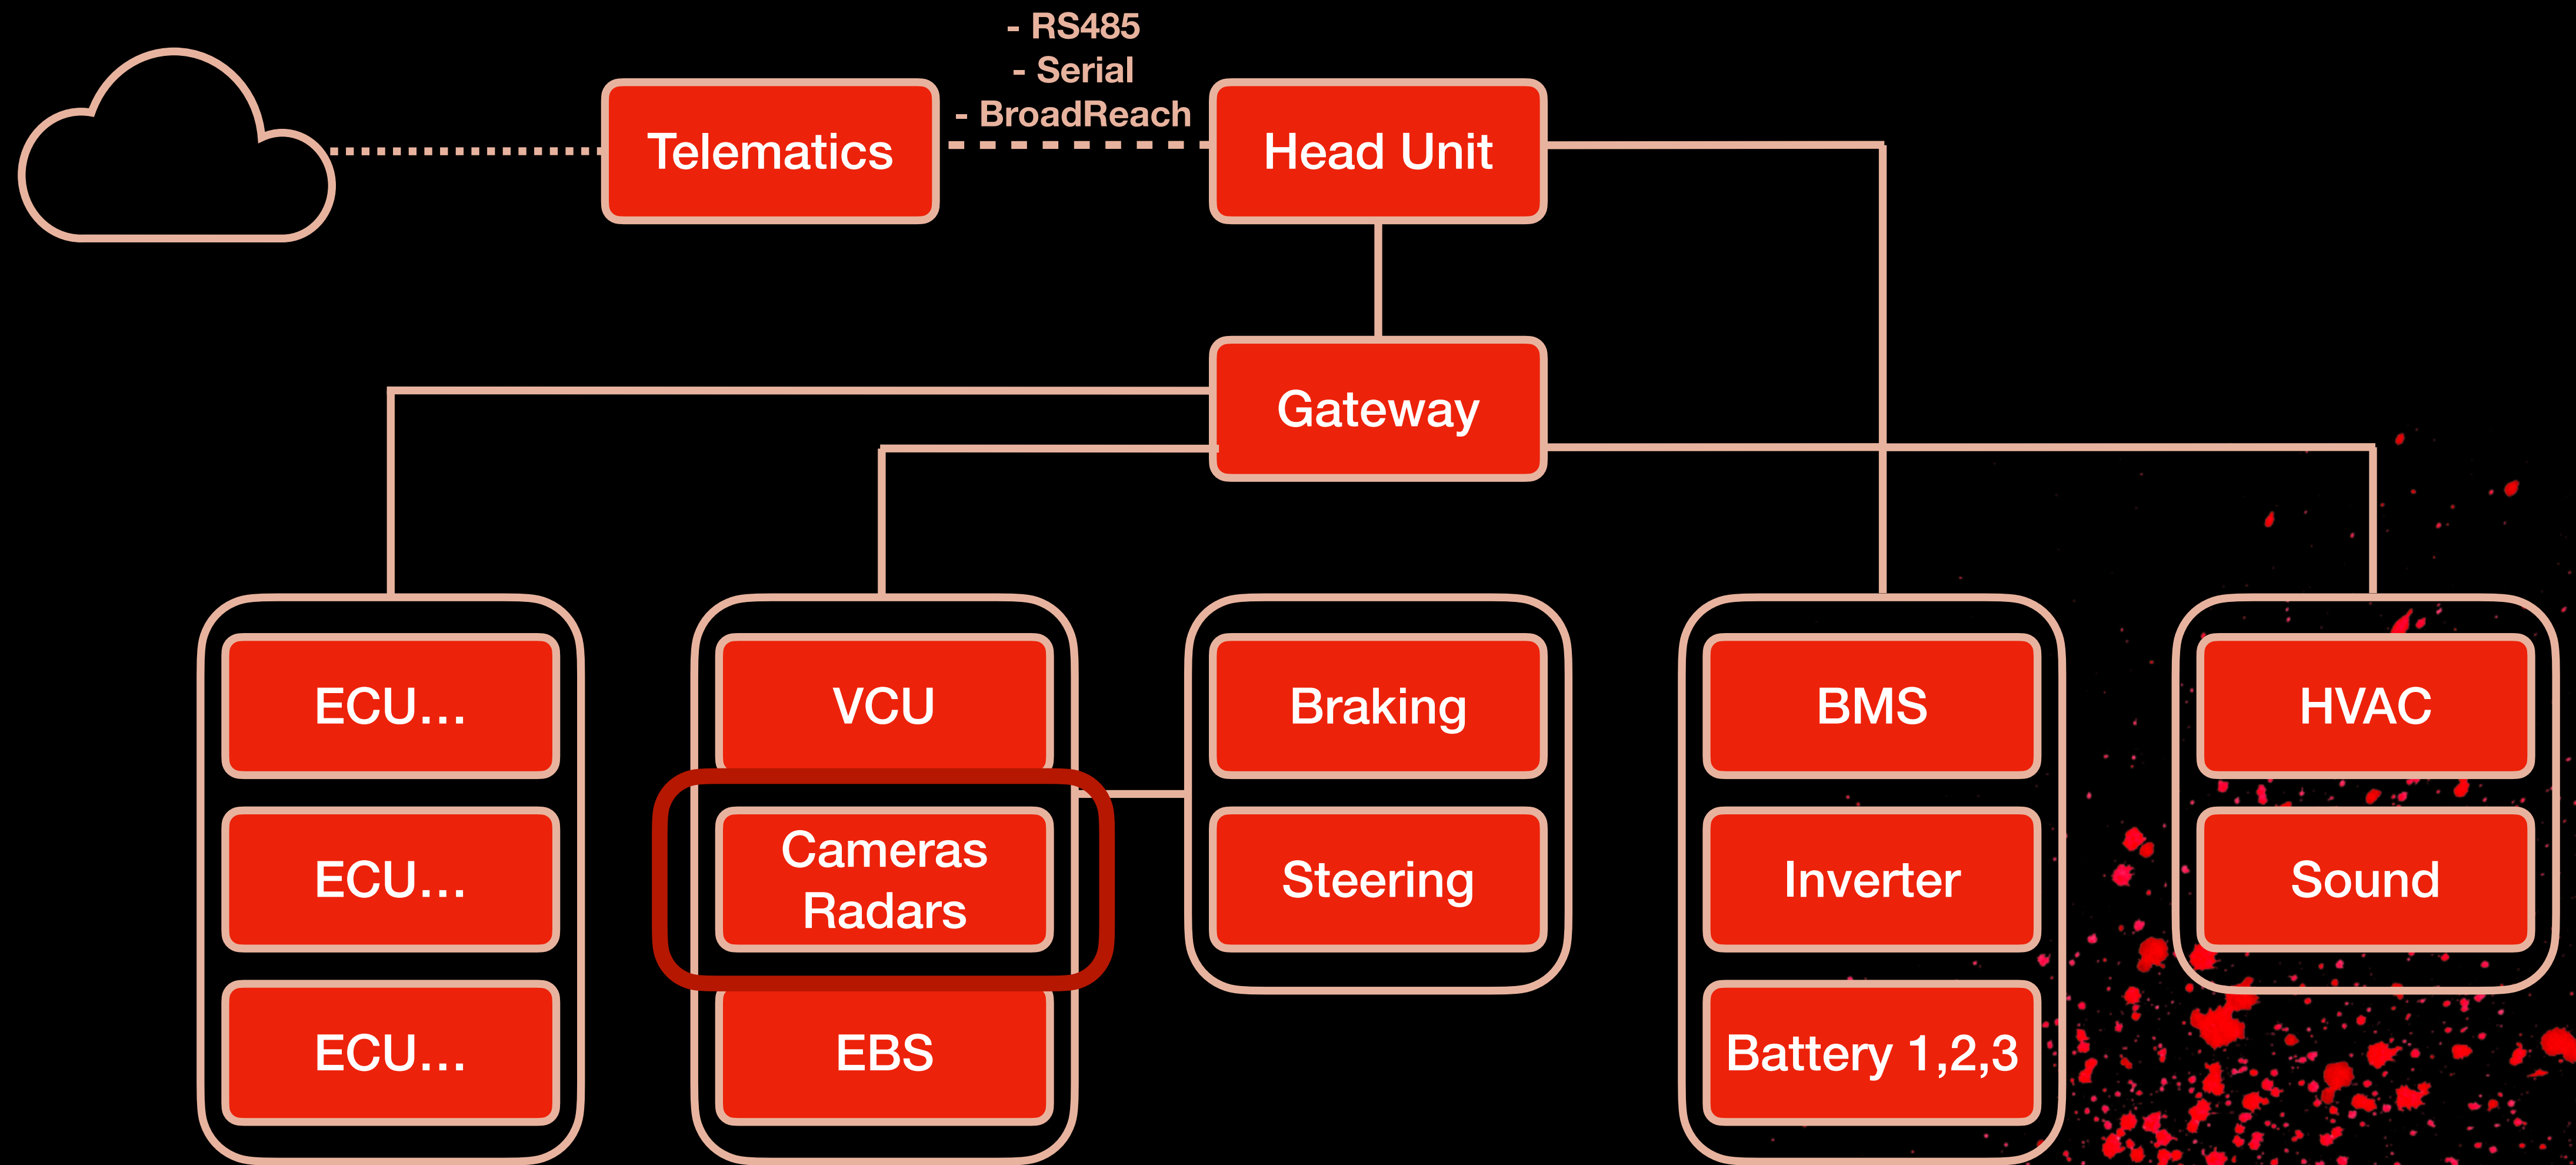 - RS485
- Serial
- BroadReach
Telematics
Head Unit
Gateway
ECU...
ECU...
ECU...
VCU
Cameras
Radars
EBS
Braking
Steering
BMS
Inverter
Battery 1,2,3
HVAC
Sound